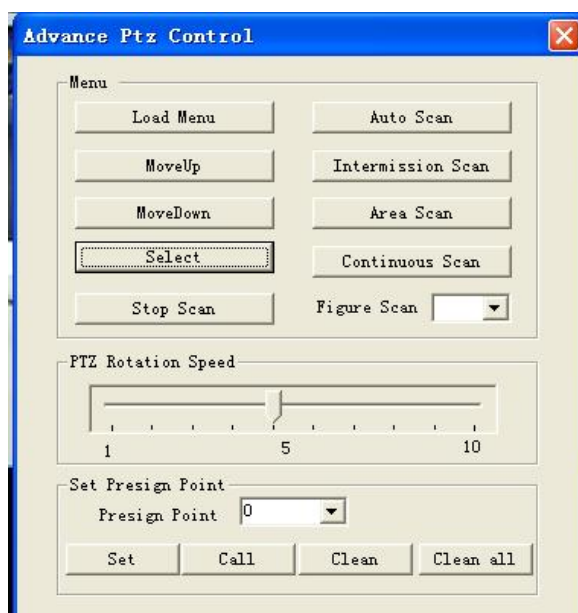 Advance Ptz Control
Menu
Load Menu Auto Scan
MoveUp Intermission Scan
MoveDown Area Scan
Select Continuous Scan
Stop Scan Figure Scan
PTZ Rotation Speed
1 5 10
Set Presign Point
Presign Point 0
Set Call Clean Clean all